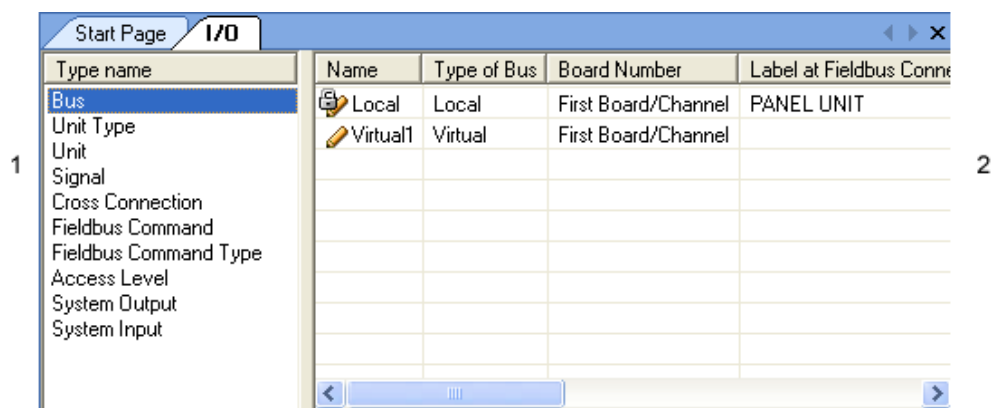 Start Page I/O
Type name Name Type of Bus Board Number Label at Fieldbus Conne
Bus Local Local First Board/Channel PANEL UNIT
Unit Type Virtual1 Virtual First Board/Channel
Unit
1 2
Signal
Cross Connection
Fieldbus Command
Fieldbus Command Type
Access Level
System Output
System Input